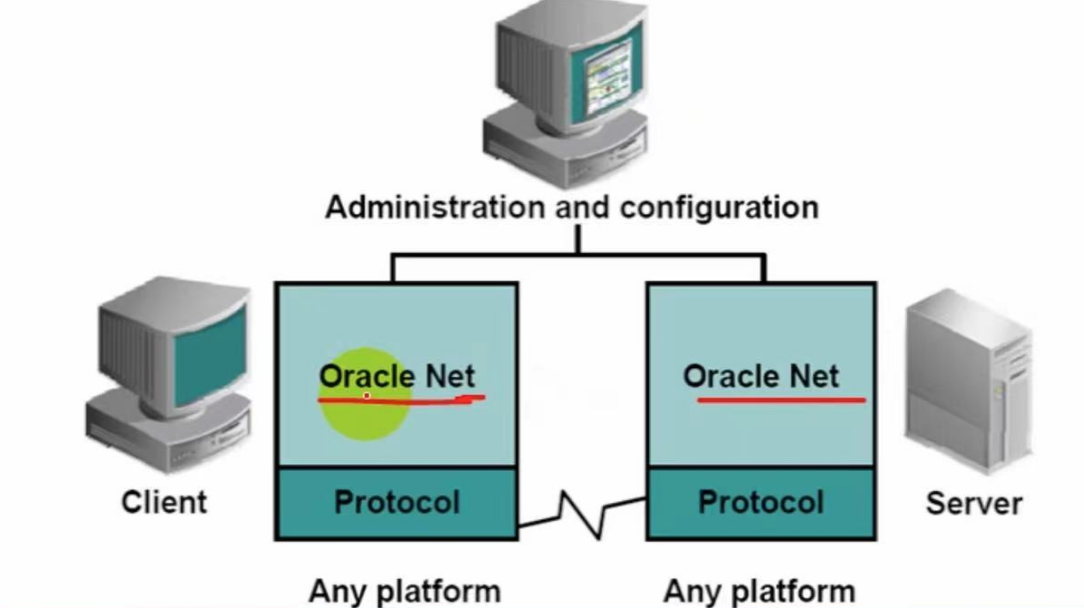 Administration and configuration
Oracle Net
Oracle Net
Client
Protocol
Protocol
Server
Any platform
Any platform